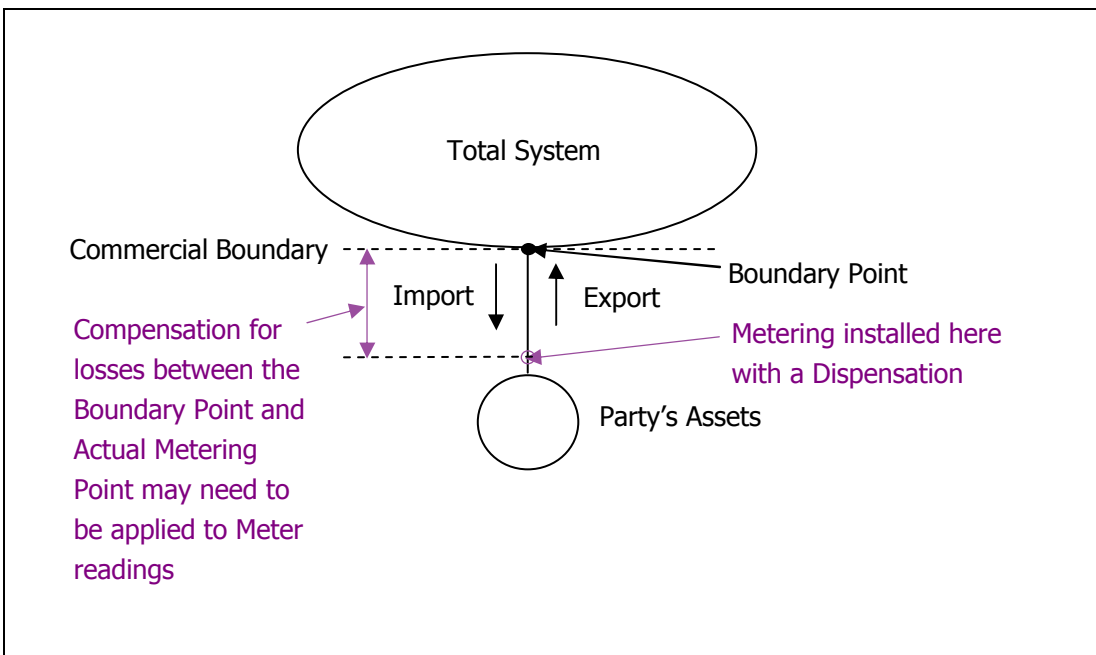 Total System
Commercial Boundary
Boundary Point
Import
Export
Compensation for
losses between the
Boundary Point and
Actual Metering
Point may need to
be applied to Meter
readings
Metering installed here
with a Dispensation
Party's Assets